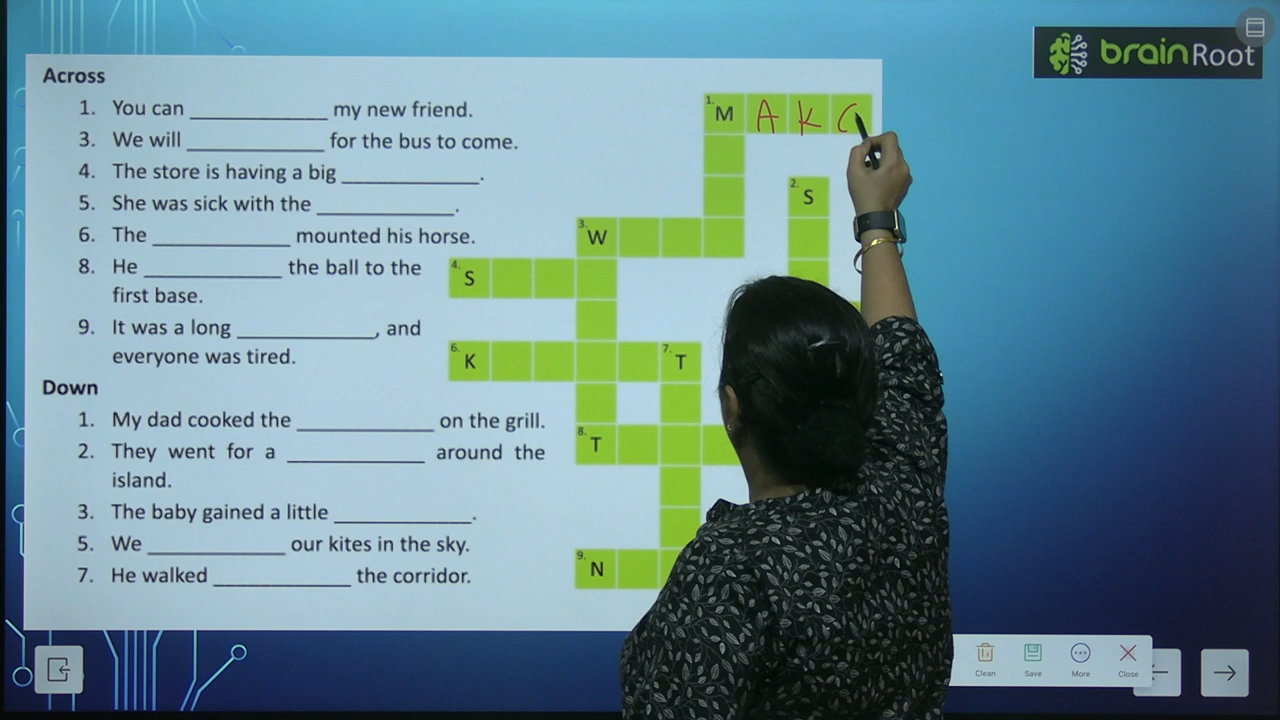 brainRoot
Across
1. You can ____________ my new friend.
3. We will ____________ for the bus to come.
4. The store is having a big ____________.
5. She was sick with the ____________.
6. The ____________ mounted his horse.
8. He ____________ the ball to the
first base.
9. It was a long ____________, and
everyone was tired.
Down
1. My dad cooked the ____________ on the grill.
2. They went for a ____________ around the
island.
3. The baby gained a little ____________.
5. We ____________ our kites in the sky.
7. He walked ____________ the corridor.
1. M A K
2. S
3. W
4. S
6. K 7. T
8. T
9. N
Clean Save More Close